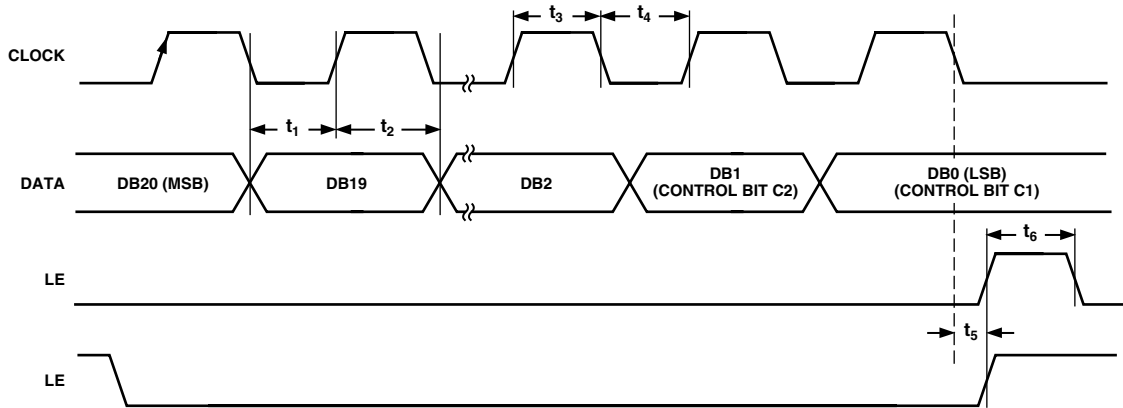 t3 t4
CLOCK
t1 t2
DATA DB20 (MSB) DB19 DB2 DB1 DB0 (LSB)
(CONTROL BIT C2) (CONTROL BIT C1)
t6
LE
t5
LE